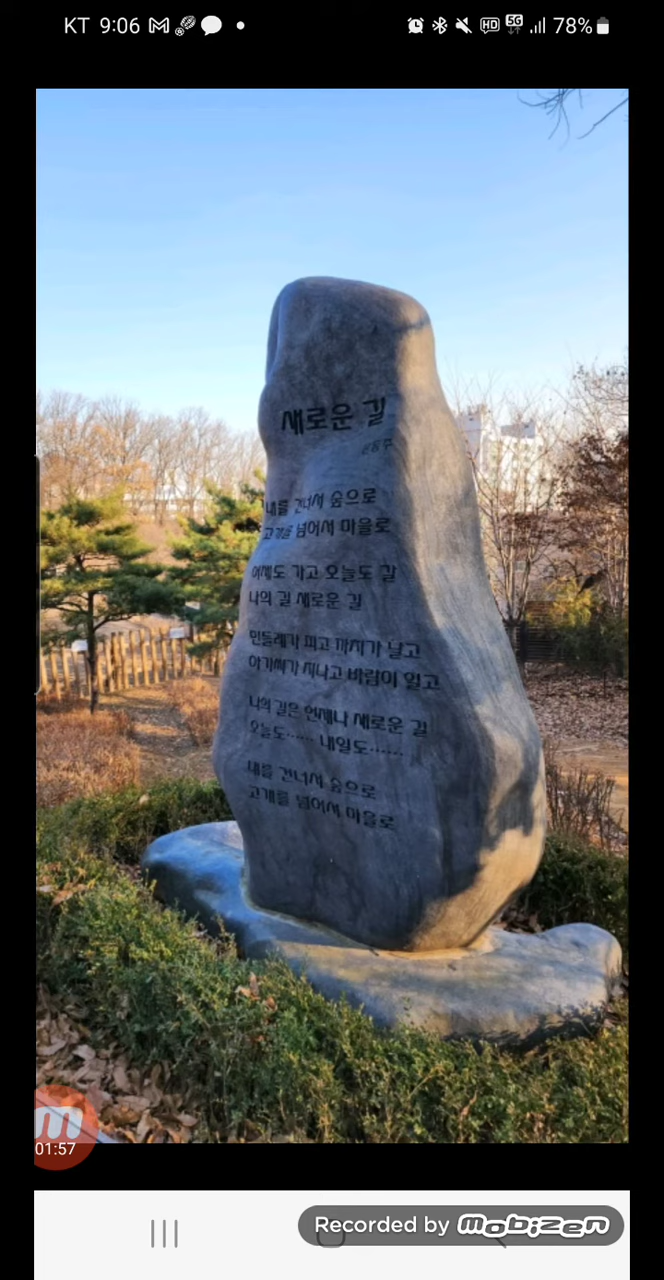 KT 9:06
HD 5G 78%
새로운 길
윤동주
내를 건너서 숲으로
고개를 넘어서 마을로
어제도 가고 오늘도 갈
나의 길 새로운 길
민들레가 피고 까치가 날고
아가씨가 지나고 바람이 일고
나의 길은 언제나 새로운 길
오늘도…… 내일도……
내를 건너서 숲으로
고개를 넘어서 마을로
01:57
Recorded by mobizen